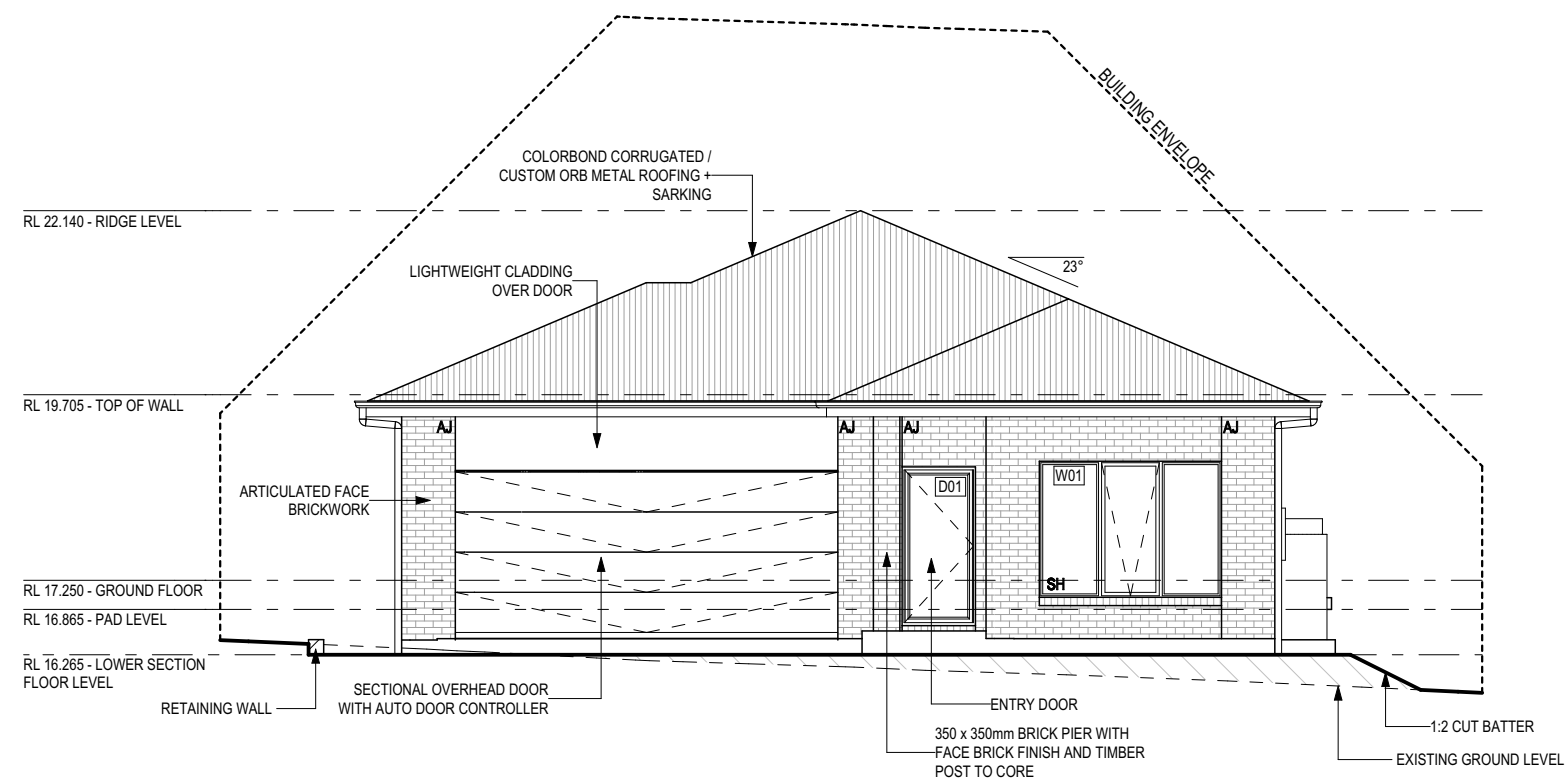 BUILDING ENVELOPE
COLORBOND CORRUGATED /
CUSTOM ORB METAL ROOFING +
SARKING
RL 22.140 - RIDGE LEVEL
23°
LIGHTWEIGHT CLADDING
OVER DOOR
RL 19.705 - TOP OF WALL
AJ
AJ
AJ
AJ
D01
W01
ARTICULATED FACE
BRICKWORK
SH
RL 17.250 - GROUND FLOOR
RL 16.865 - PAD LEVEL
RL 16.265 - LOWER SECTION
FLOOR LEVEL
RETAINING WALL
SECTIONAL OVERHEAD DOOR
WITH AUTO DOOR CONTROLLER
ENTRY DOOR
350 x 350mm BRICK PIER WITH
FACE BRICK FINISH AND TIMBER
POST TO CORE
1:2 CUT BATTER
EXISTING GROUND LEVEL